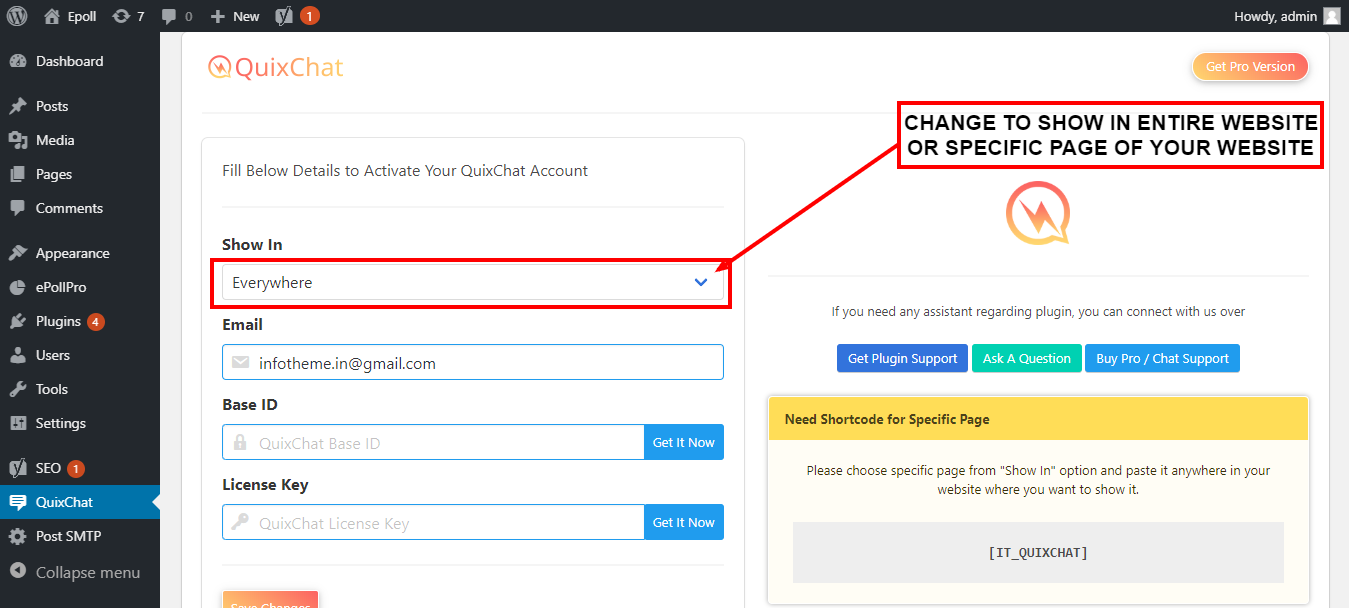 Epoll
7
0
New
1
Howdy, admin
Dashboard
Posts
Media
Pages
Comments
Appearance
ePollPro
Plugins 4
Users
Tools
Settings
SEO 1
QuixChat
Post SMTP
Collapse menu
QuixChat
Get Pro Version
CHANGE TO SHOW IN ENTIRE WEBSITE
OR SPECIFIC PAGE OF YOUR WEBSITE
Fill Below Details to Activate Your QuixChat Account
Show In
Everywhere
Email
infotheme.in@gmail.com
Base ID
QuixChat Base ID
Get It Now
License Key
QuixChat License Key
Get It Now
Save Changes
If you need any assistant regarding plugin, you can connect with us over
Get Plugin Support
Ask A Question
Buy Pro / Chat Support
Need Shortcode for Specific Page
Please choose specific page from "Show In" option and paste it anywhere in your
website where you want to show it.
[IT_QUIXCHAT]